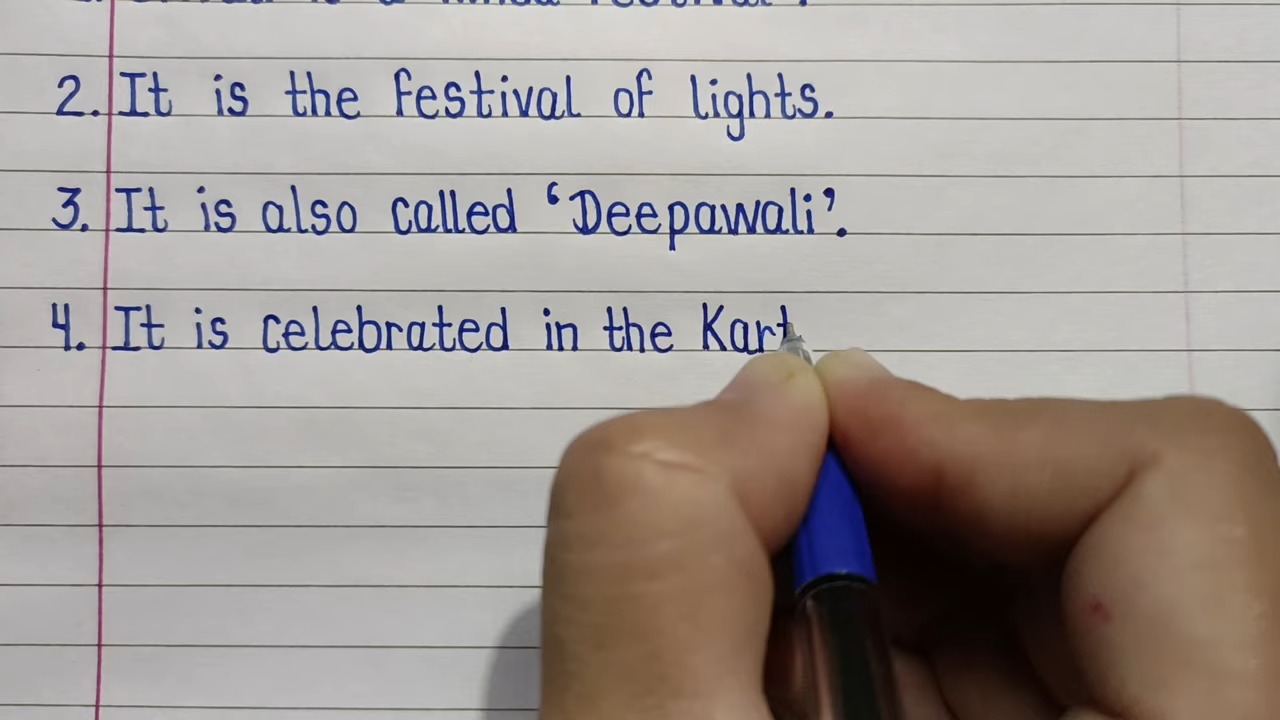 2. It is the festival of lights.
3. It is also called ‘Deepawali’.
4. It is celebrated in the Kart